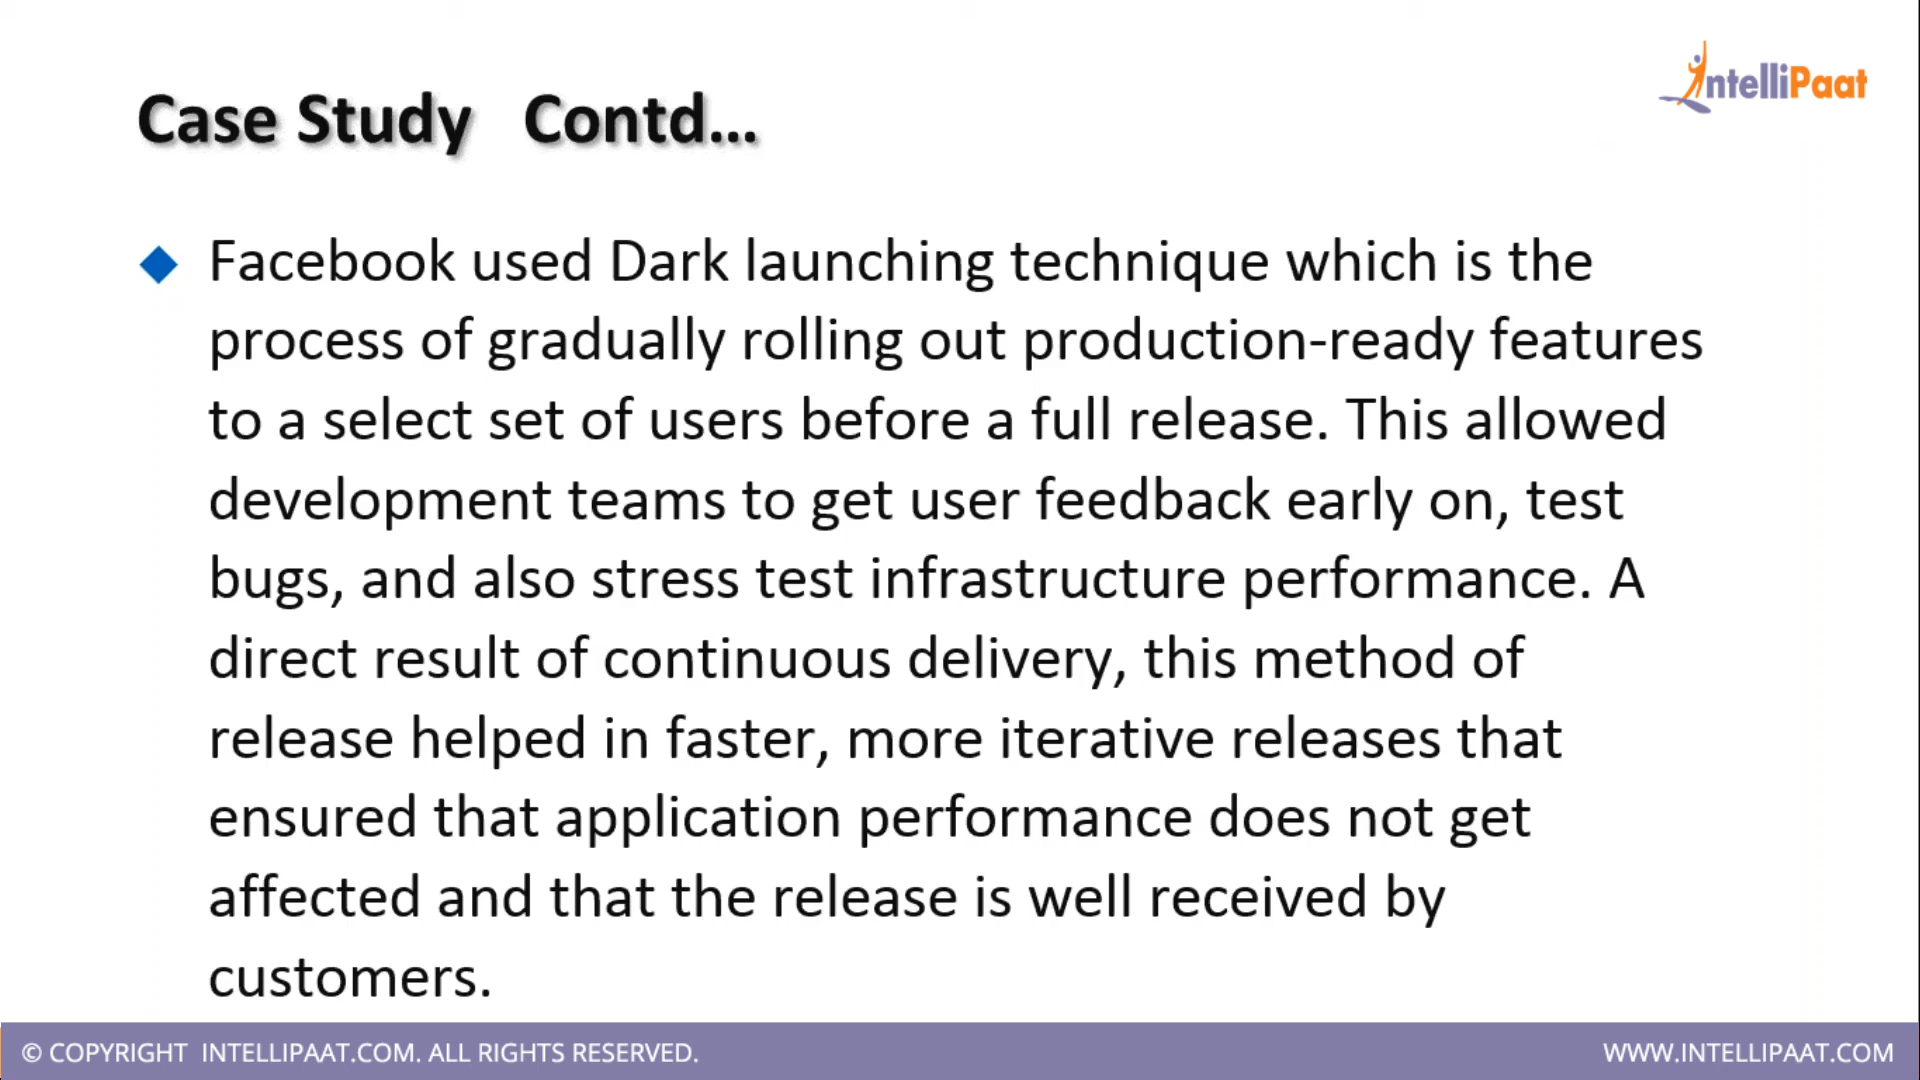 IntelliPaat
Case Study Contd...
Facebook used Dark launching technique which is the
process of gradually rolling out production-ready features
to a select set of users before a full release. This allowed
development teams to get user feedback early on, test
bugs, and also stress test infrastructure performance. A
direct result of continuous delivery, this method of
release helped in faster, more iterative releases that
ensured that application performance does not get
affected and that the release is well received by
customers.
© COPYRIGHT INTELLIPAAT.COM. ALL RIGHTS RESERVED.
WWW.INTELLIPAAT.COM